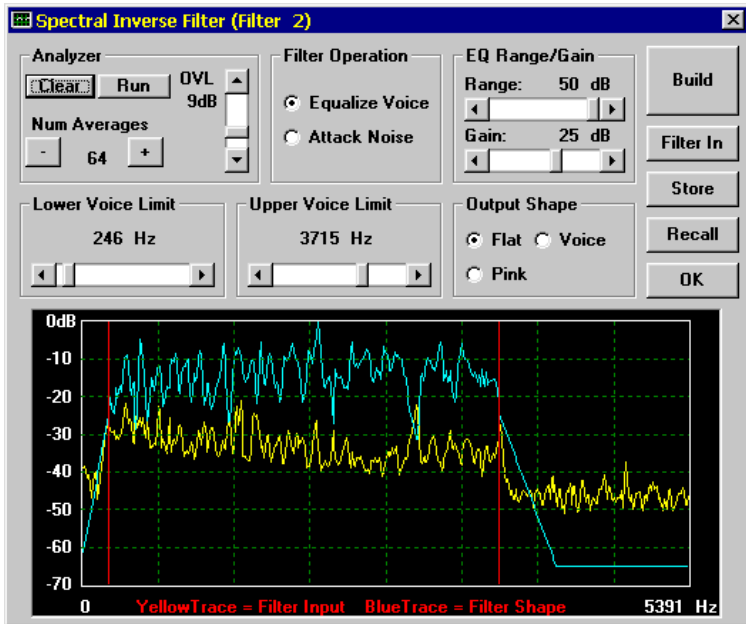 Spectral Inverse Filter (Filter 2)
Analyzer
Clear
Run
OVL
9dB
Num Averages
-
64
+
Filter Operation
Equalize Voice
Attack Noise
EQ Range/Gain
Range: 50 dB
Gain: 25 dB
Build
Filter In
Store
Recall
OK
Lower Voice Limit
246 Hz
Upper Voice Limit
3715 Hz
Output Shape
Flat
Voice
Pink
0dB
-10
-20
-30
-40
-50
-60
-70
0
YellowTrace = Filter Input BlueTrace = Filter Shape
5391 Hz